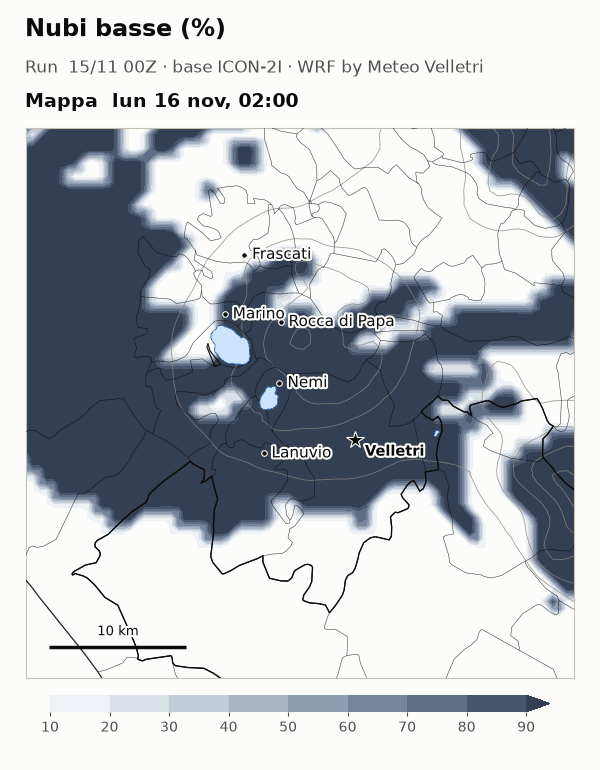 Nubi basse (%)
Run  15/11 00Z · base ICON-2I · WRF by Meteo Velletri
Mappa  lun 16 nov, 02:00
Frascati
Marino
Rocca di Papa
Nemi
Velletri
Lanuvio
10 km
10 20 30 40 50 60 70 80 90